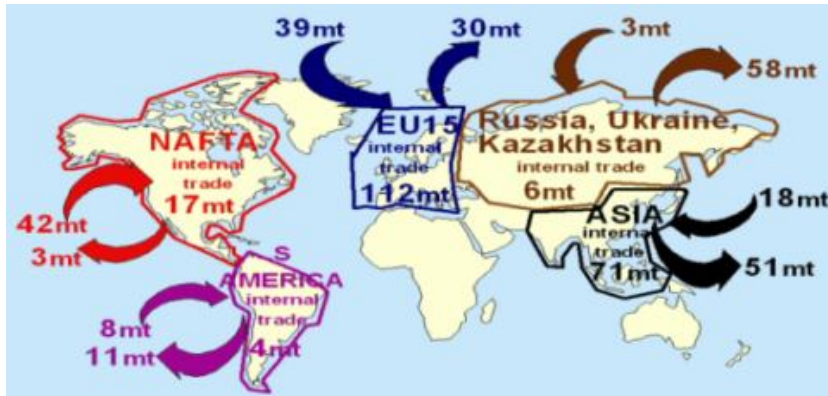 39mt
30mt
3mt
58mt
NAFTA
internal
trade
17mt
42mt
3mt
EU15
internal
trade
112mt
Russia, Ukraine,
Kazakhstan
internal trade
6mt
ASIA
internal
trade
71mt
18mt
51mt
S
AMERICA
internal
trade
4mt
8mt
11mt